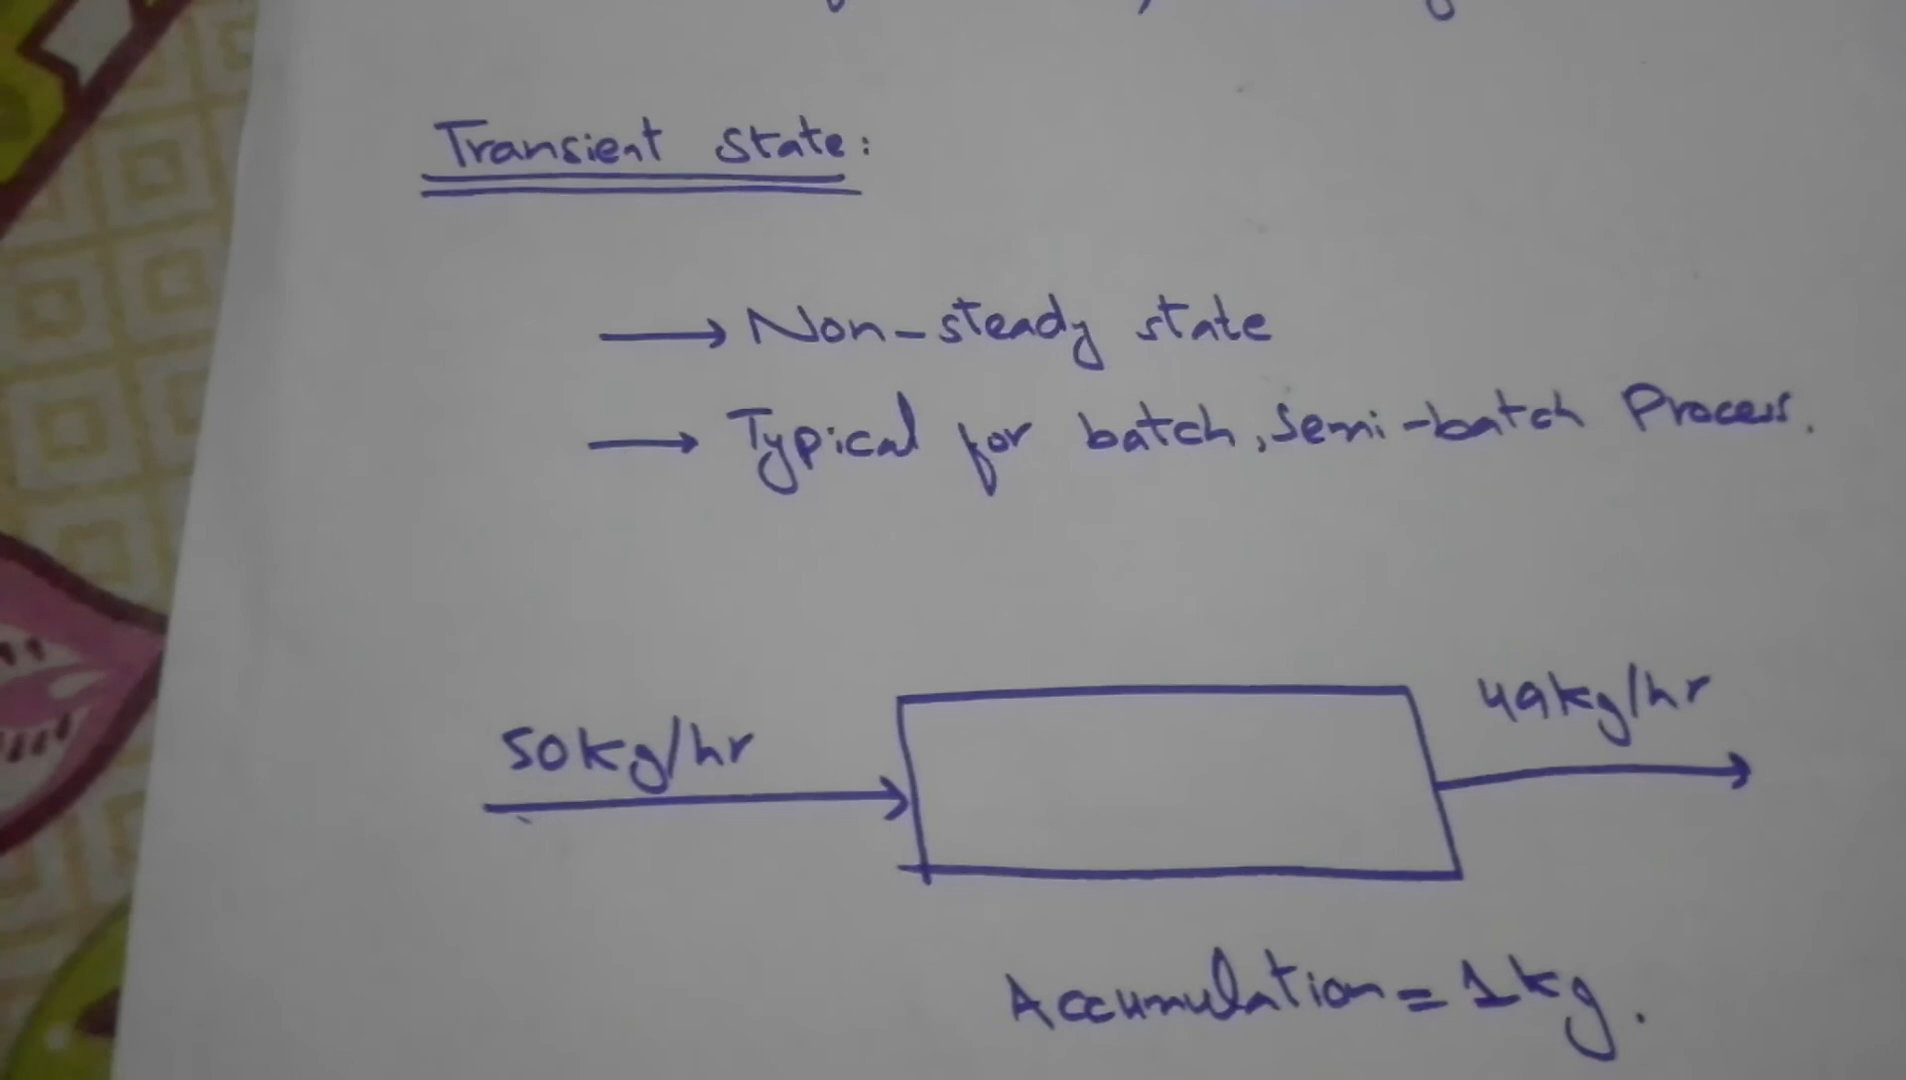 Transient state:
→ Non-steady state
→ Typical for batch, Semi-batch Process.
50kg/hr
49kg/hr
Accumulation = 1kg.